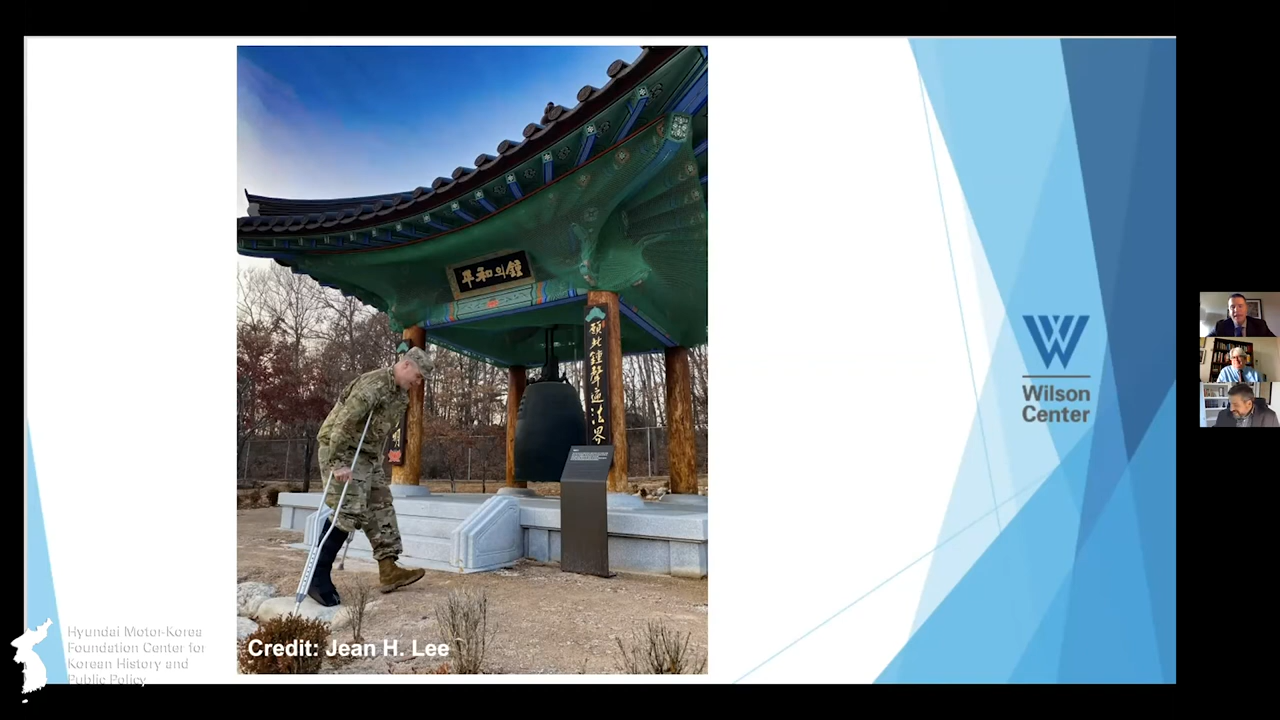 平和의鐘
願此鐘聲遍法界
明
Credit: Jean H. Lee
Wilson
Center
Hyundai Motor-Korea
Foundation Center for
Korean History and
Public Policy